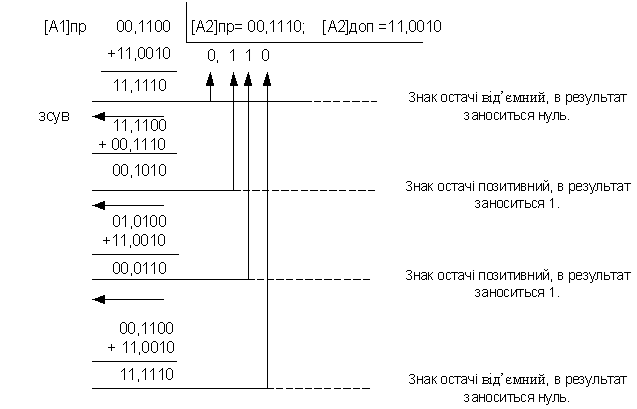 [А1]пр 00,1100 [А2]пр= 00,1110; [А2]доп =11,0010
+11,0010 0, 1 1 0
11,1110
Знак остачі від’ємний, в результат
заноситься нуль.
зсув
11,1100
+ 00,1110
00,1010
Знак остачі позитивний, в результат
заноситься 1.
01,0100
+11,0010
00,0110
Знак остачі позитивний, в результат
заноситься 1.
00,1100
+ 11,0010
11,1110
Знак остачі від’ємний, в результат
заноситься нуль.